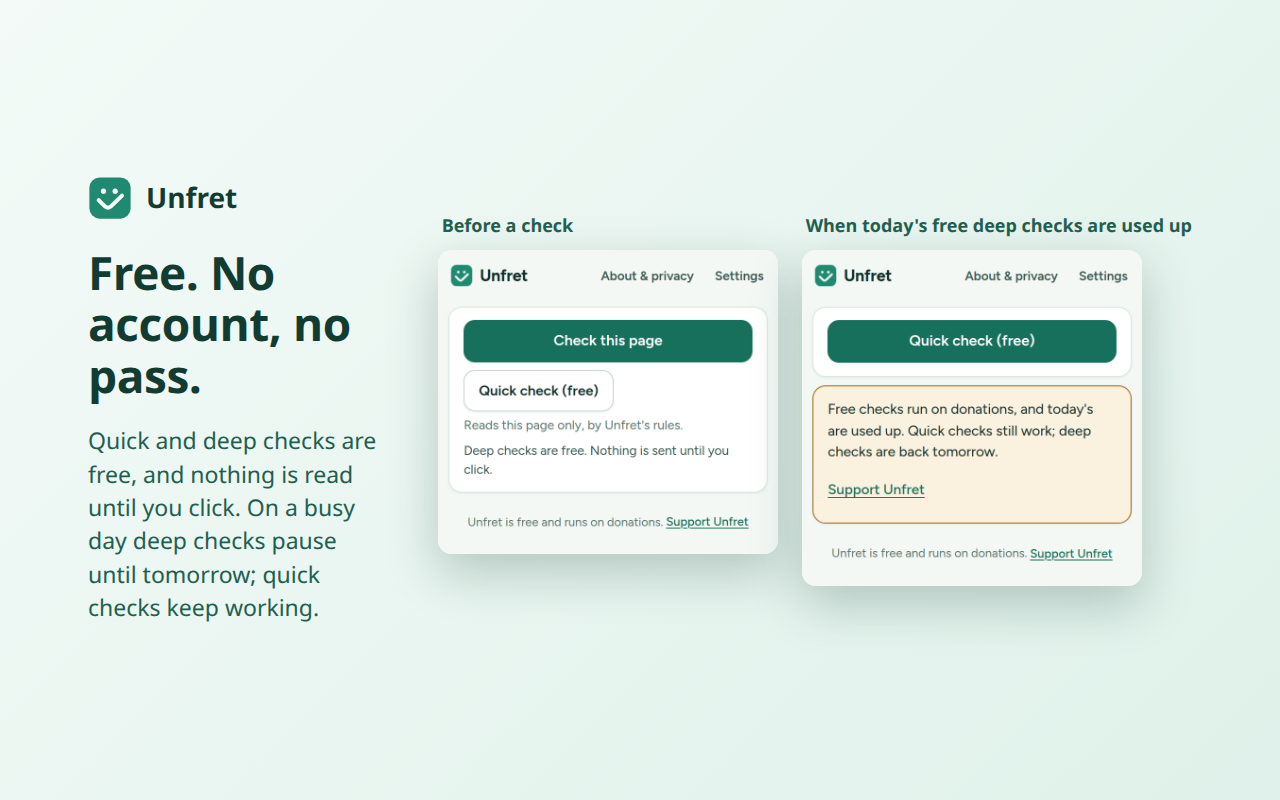 Unfret
Free. No
account, no
pass.
Quick and deep checks are
free, and nothing is read
until you click. On a busy
day deep checks pause
until tomorrow; quick
checks keep working.
Before a check
Unfret
About & privacy
Settings
Check this page
Quick check (free)
Reads this page only, by Unfret's rules.
Deep checks are free. Nothing is sent until you
click.
Unfret is free and runs on donations. Support Unfret
When today's free deep checks are used up
Unfret
About & privacy
Settings
Quick check (free)
Free checks run on donations, and today's
are used up. Quick checks still work; deep
checks are back tomorrow.
Support Unfret
Unfret is free and runs on donations. Support Unfret